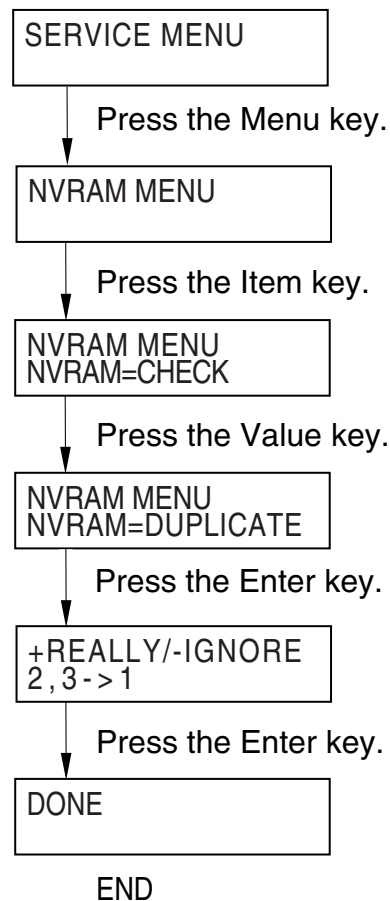 SERVICE MENU
Press the Menu key.
NVRAM MENU
Press the Item key.
NVRAM MENU
NVRAM=CHECK
Press the Value key.
NVRAM MENU
NVRAM=DUPLICATE
Press the Enter key.
+REALLY/-IGNORE
2,3->1
Press the Enter key.
DONE
END